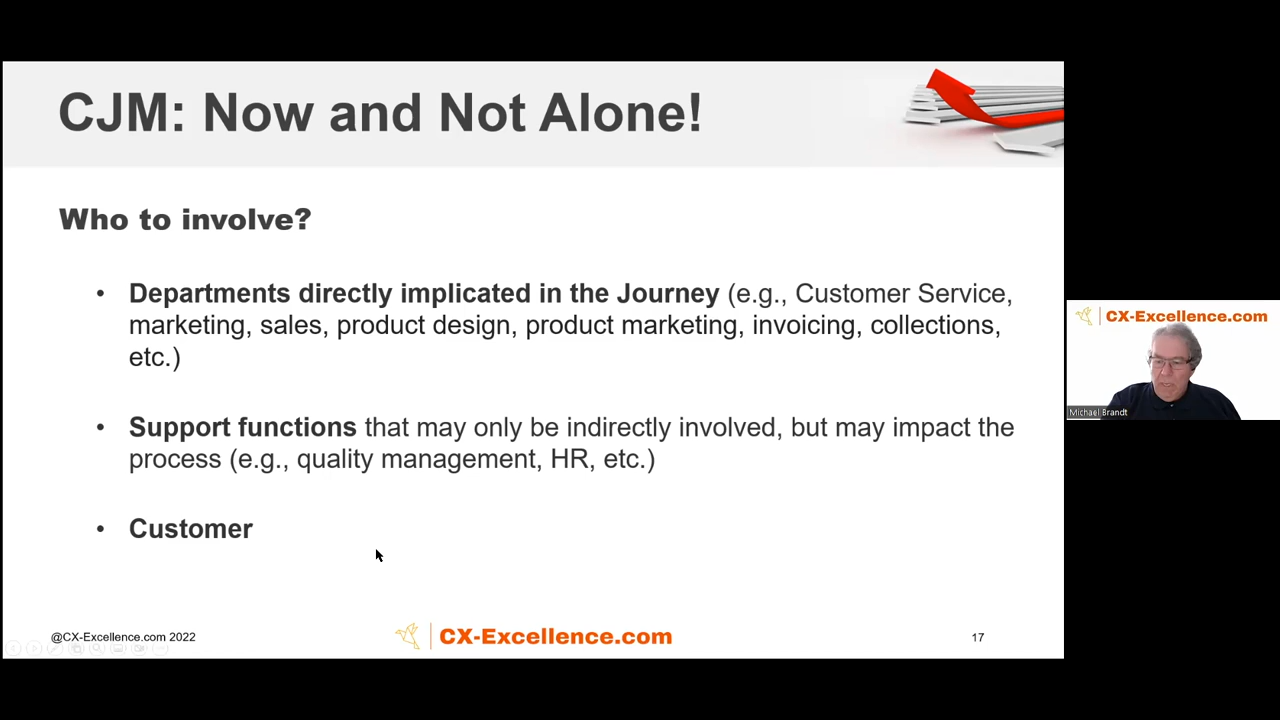 CJM: Now and Not Alone!
Who to involve?
• Departments directly implicated in the Journey (e.g., Customer Service,
marketing, sales, product design, product marketing, invoicing, collections,
etc.)
• Support functions that may only be indirectly involved, but may impact the
process (e.g., quality management, HR, etc.)
• Customer
@CX-Excellence.com 2022
CX-Excellence.com
17
CX-Excellence.com
Michael Brandt